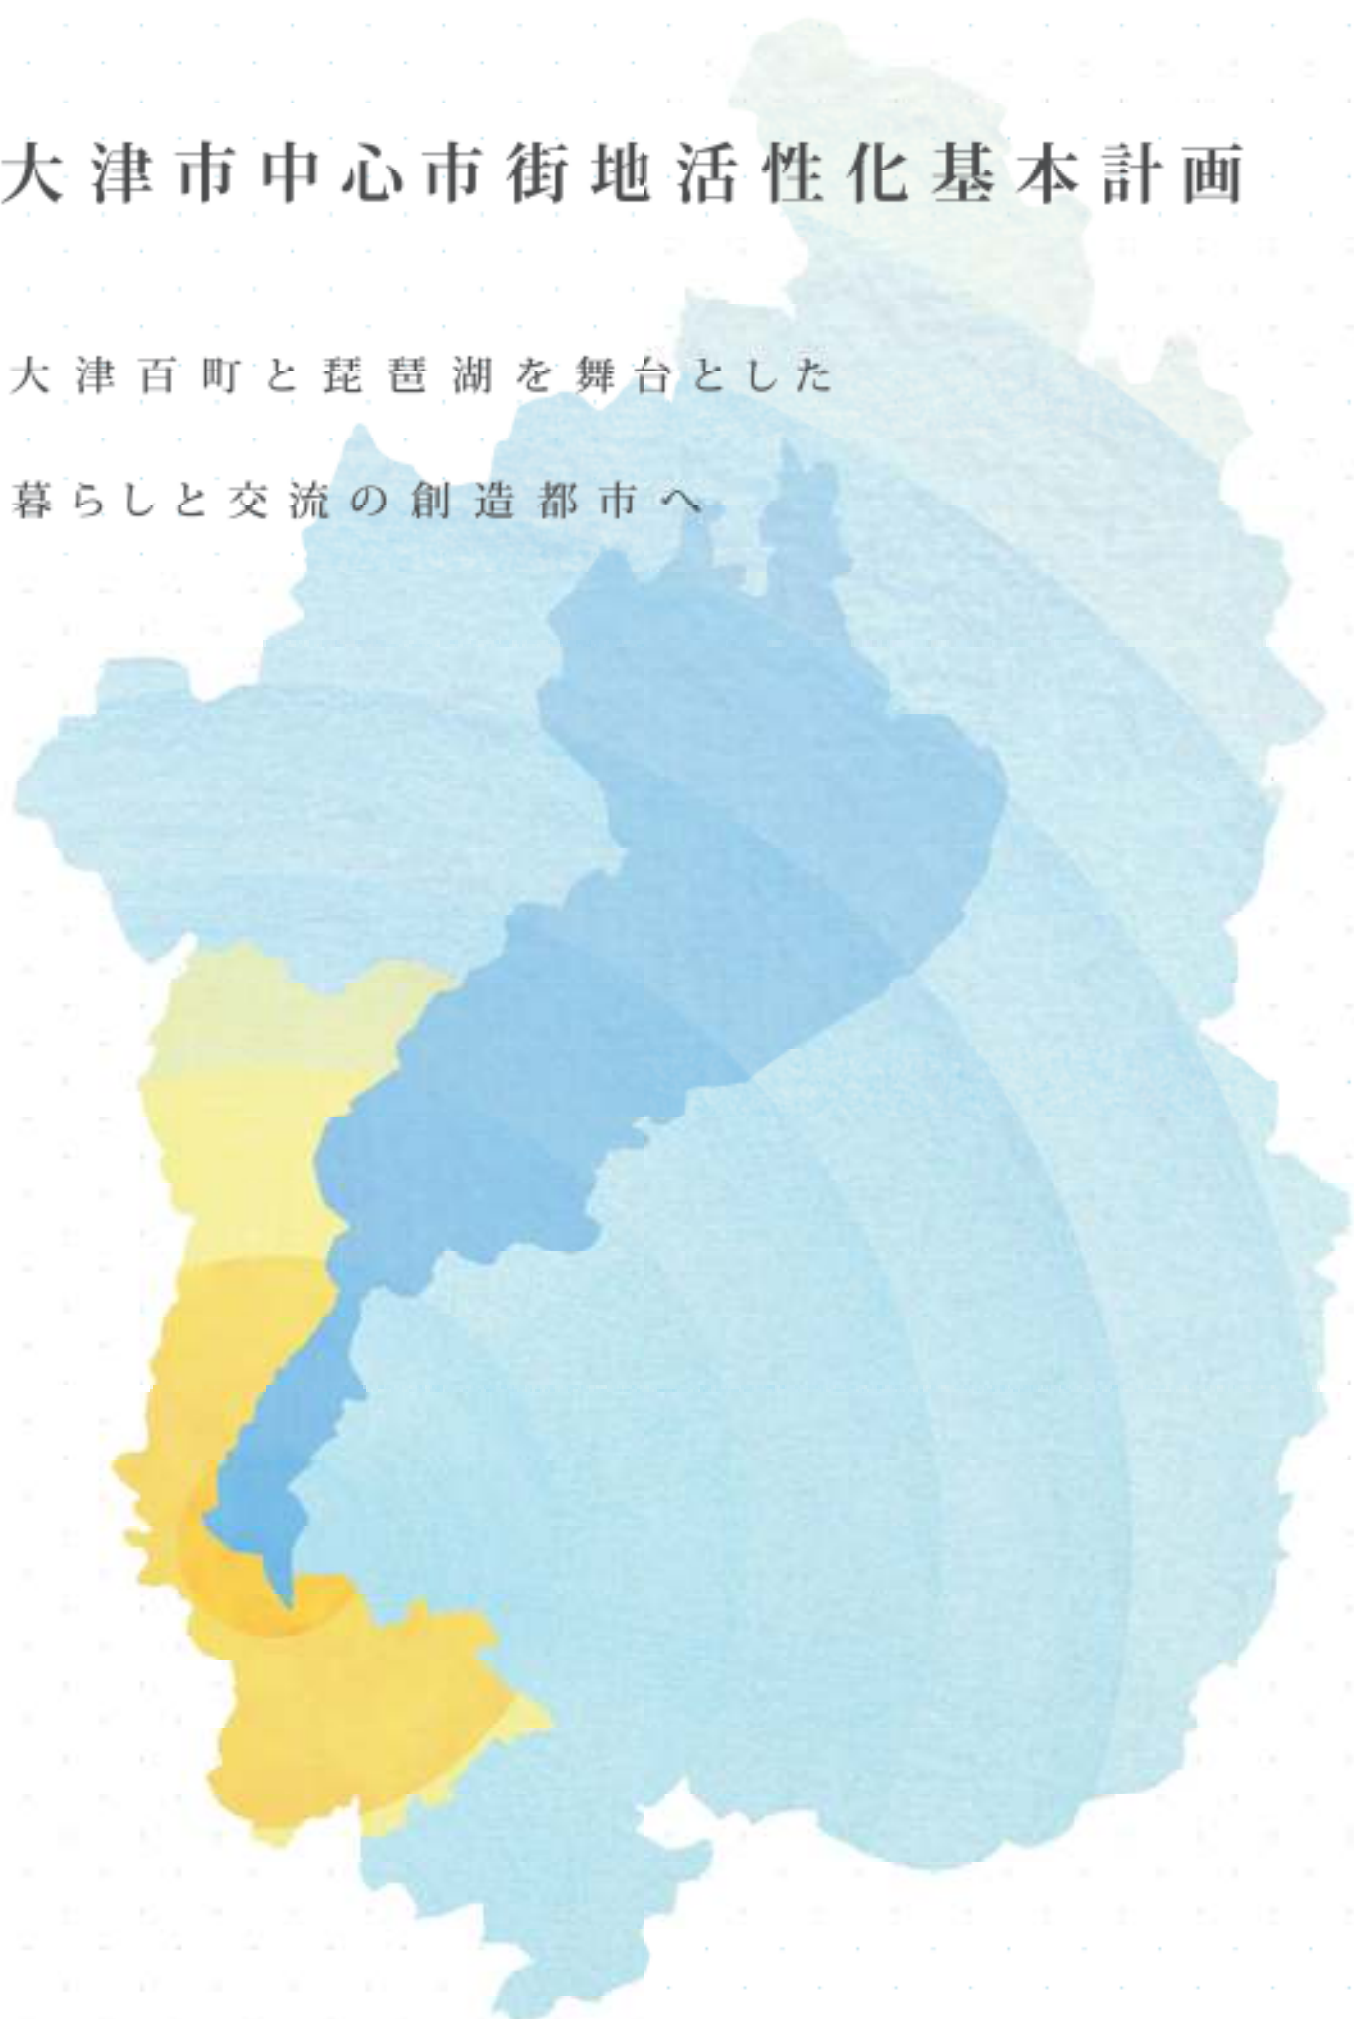 大津市中心市街地活性化基本計画
大津百町と琵琶湖を舞台とした
暮らしと交流の創造都市へ